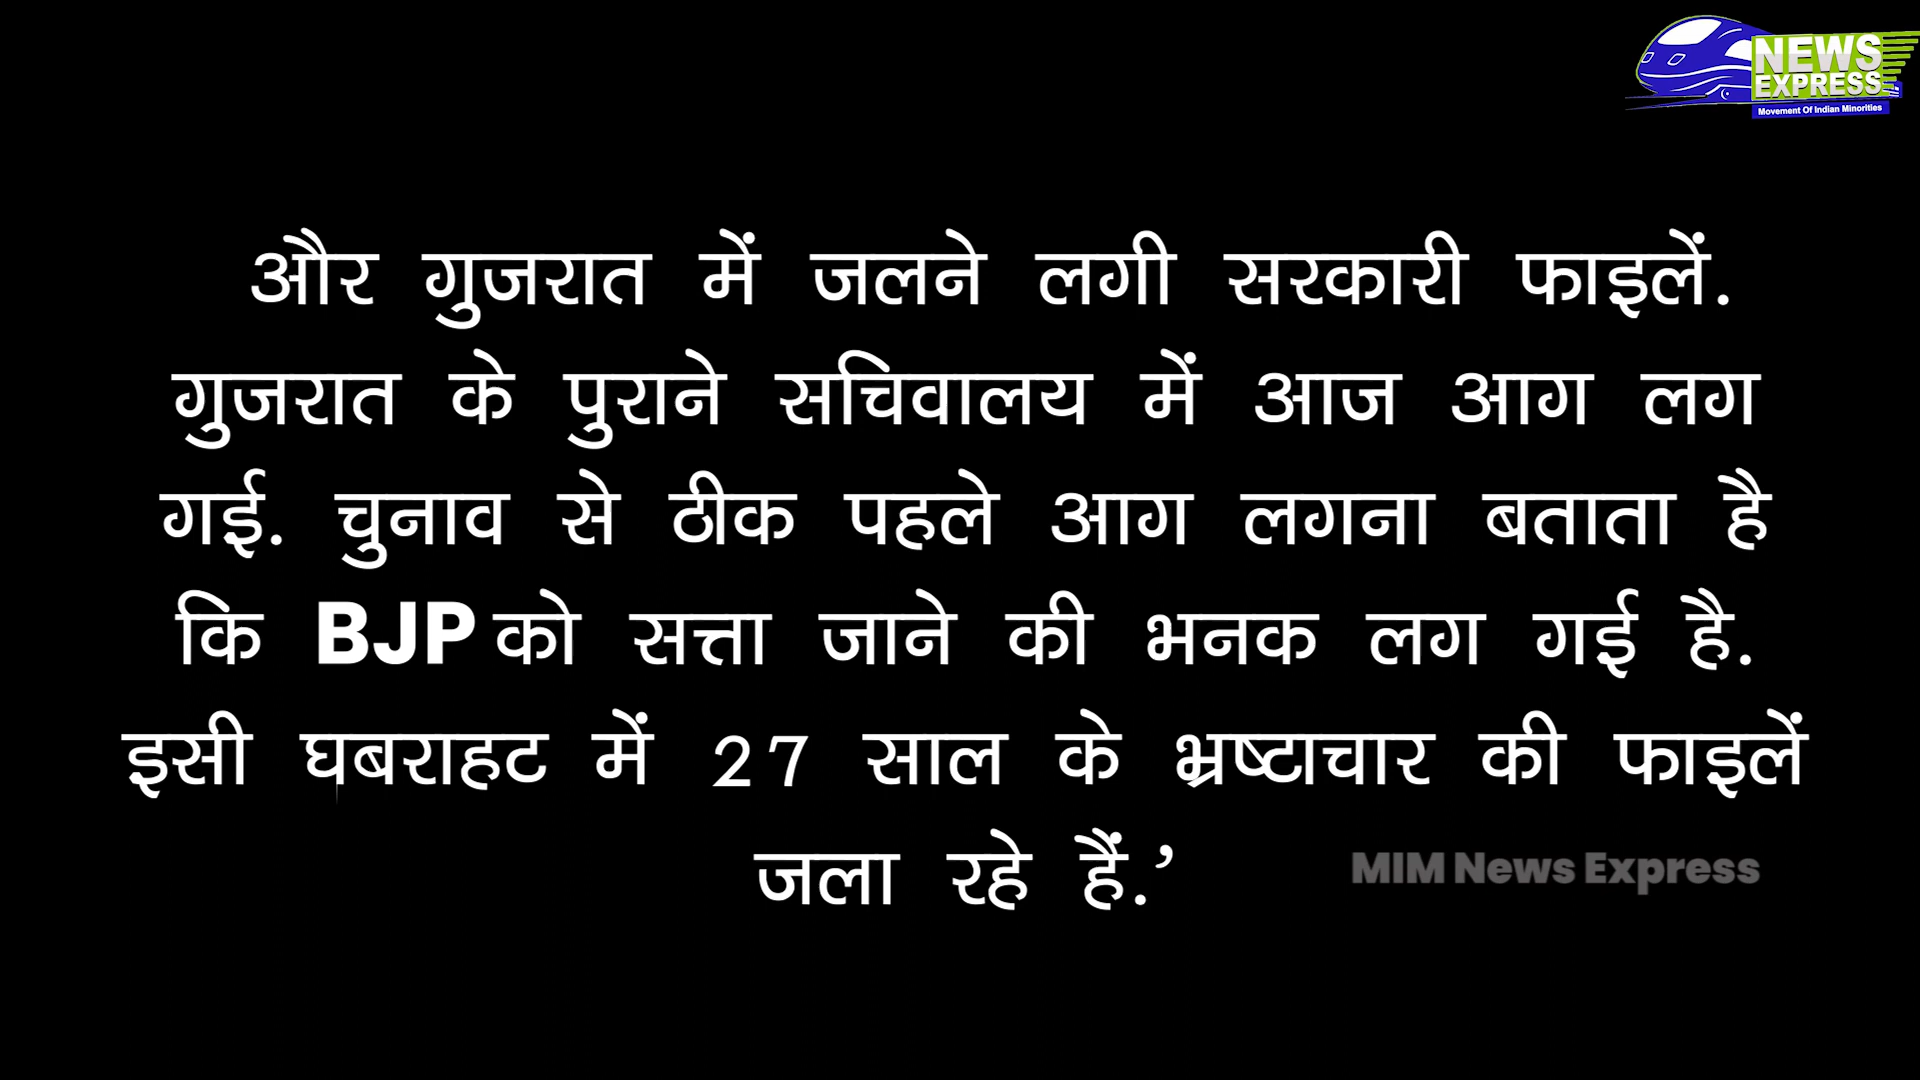 NEWS
EXPRESS
Movement Of Indian Minorities
और गुजरात में जलने लगी सरकारी फाइलें.
गुजरात के पुराने सचिवालय में आज आग लग
गई. चुनाव से ठीक पहले आग लगना बताता है
कि BJP को सत्ता जाने की भनक लग गई है.
इसी घबराहट में 27 साल के भ्रष्टाचार की फाइलें
जला रहे हैं.’
MIM News Express